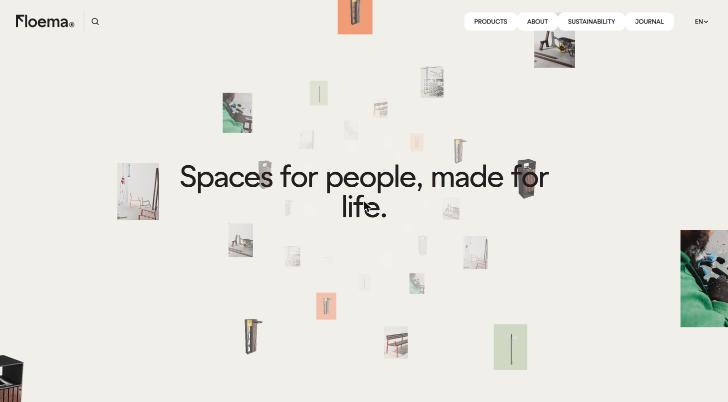 Floema®
PRODUCTS
ABOUT
SUSTAINABILITY
JOURNAL
EN
Spaces for people, made for
life.